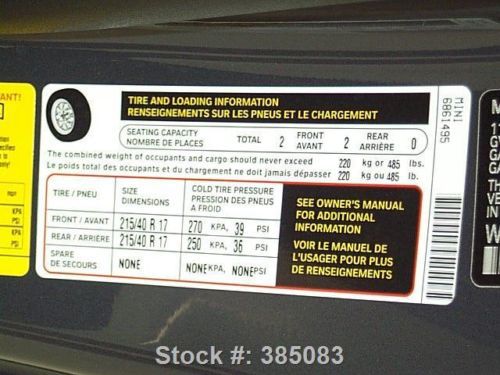 TIRE AND LOADING INFORMATION
RENSEIGNEMENTS SUR LES PNEUS ET LE CHARGEMENT
SEATING CAPACITY
NOMBRE DE PLACES
TOTAL 2
FRONT
AVANT 2
REAR
ARRIÈRE 0
The combined weight of occupants and cargo should never exceed 220 kg or 485 lbs.
Le poids total des occupants et du chargement ne doit jamais dépasser 220 kg ou 485 lb.
TIRE / PNEU
SIZE
DIMENSIONS
COLD TIRE PRESSURE
PRESSION DES PNEUS
A FROID
FRONT / AVANT 215/40 R 17 270 KPA, 39 PSI
REAR / ARRIÈRE 215/40 R 17 250 KPA, 36 PSI
SPARE
DE SECOURS NONE NONE KPA, NONE PSI
SEE OWNER'S MANUAL
FOR ADDITIONAL
INFORMATION
VOIR LE MANUEL DE
L'USAGER POUR PLUS
DE RENSEIGNEMENTS
MINI
6861495
KPA
PSI
KPA
PSI
Stock #: 385083